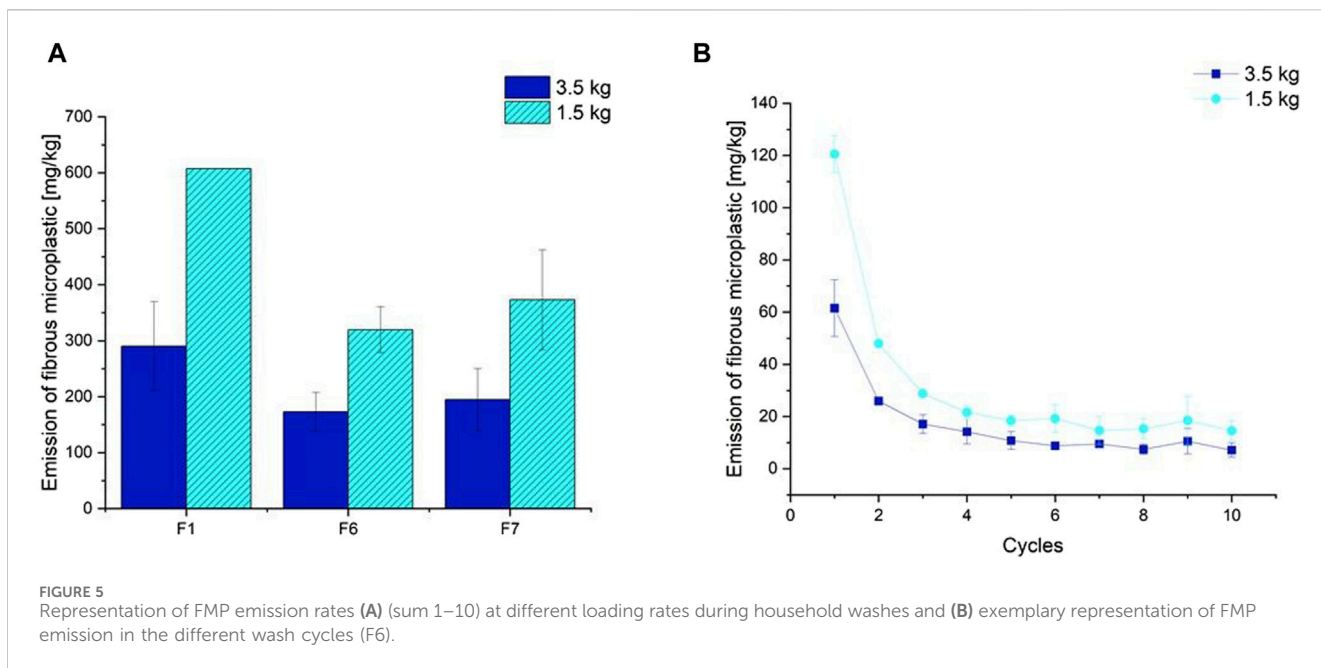 A
3.5 kg
1.5 kg
Emission of fibrous microplastic [mg/kg]
700
600
500
400
300
200
100
0
F1
F6
F7
B
3.5 kg
1.5 kg
Emission of fibrous microplastic [mg/kg]
140
120
100
80
60
40
20
0
0
2
4
6
8
10
Cycles
FIGURE 5
Representation of FMP emission rates (A) (sum 1–10) at different loading rates during household washes and (B) exemplary representation of FMP
emission in the different wash cycles (F6).